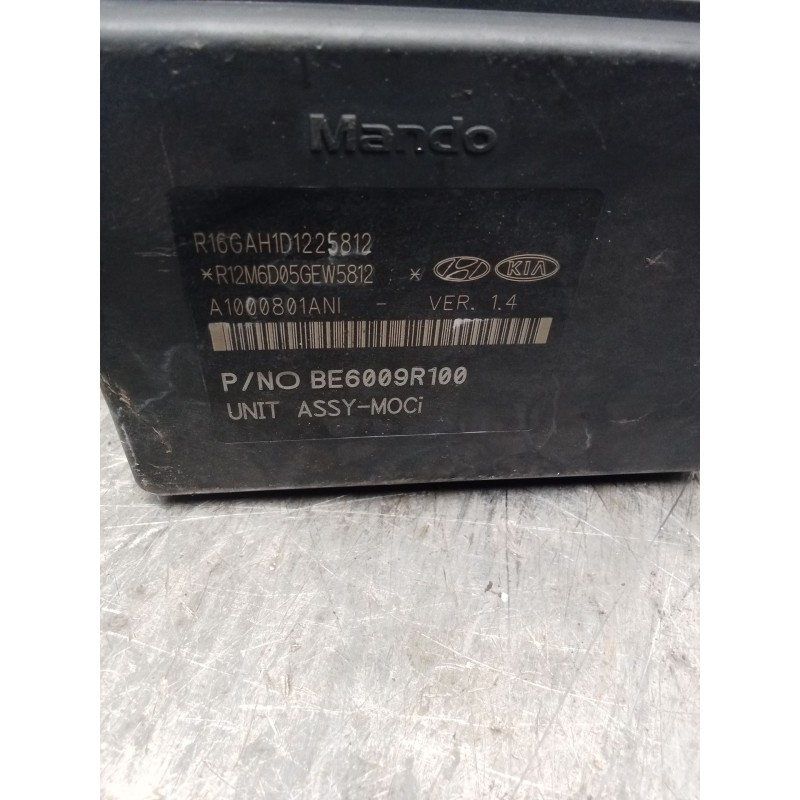 Mando
R16GAH1D1225812
*R12M6D05GEW5812 * KIA
A1000801ANI - VER. 1.4
P/NO BE6009R100
UNIT ASSY-MOCi